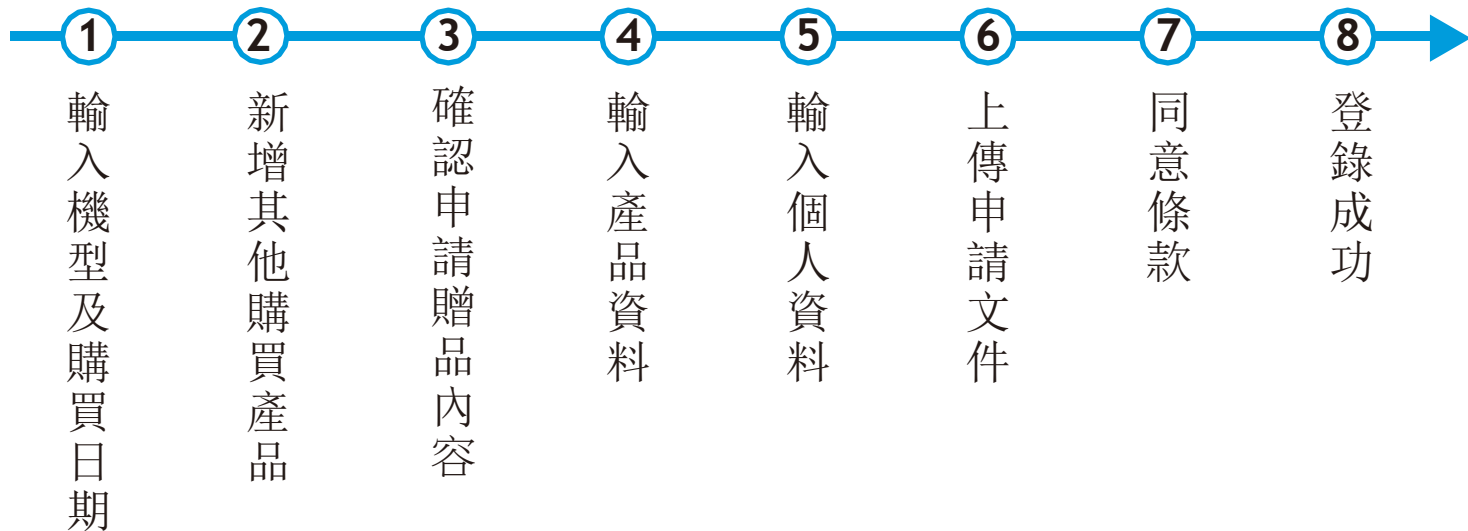 1
輸入機型及購買日期
2
新增其他購買產品
3
確認申請贈品內容
4
輸入產品資料
5
輸入個人資料
6
上傳申請文件
7
同意條款
8
登錄成功